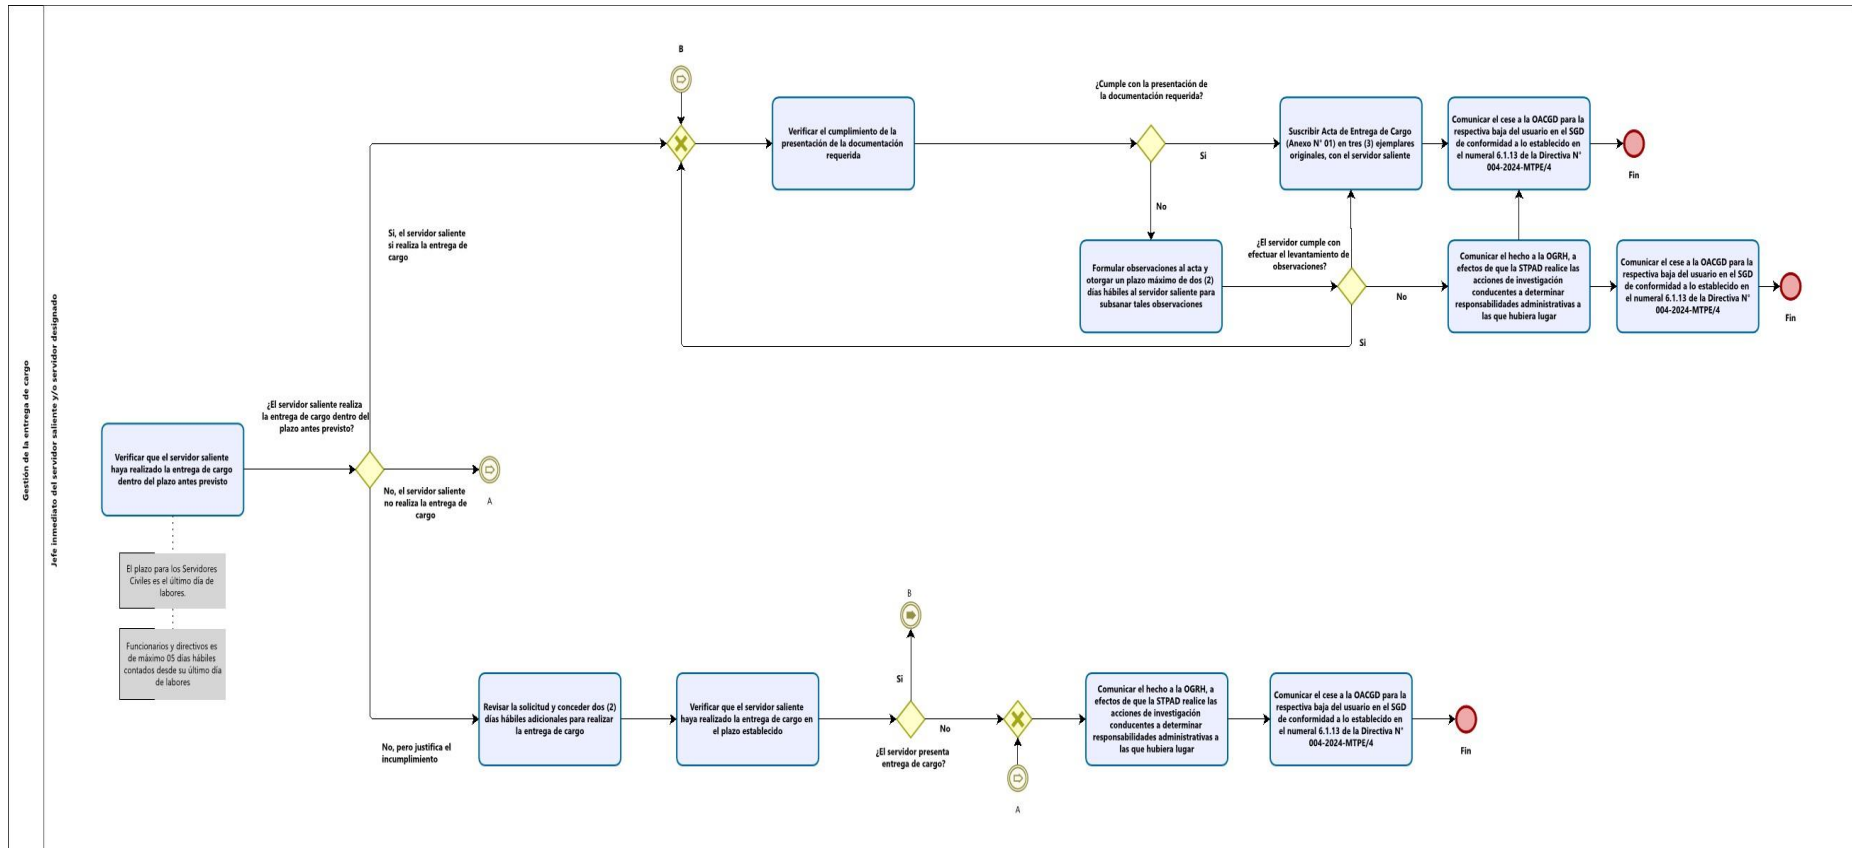 Gestión de la entrega de cargo
Jefe inmediato del servidor saliente y/o servidor designado
Verificar que el servidor saliente
haya realizado la entrega de cargo
dentro del plazo antes previsto
El plazo para los Servidores
Civiles es el último día de
labores.
Funcionarios y directivos es
de máximo 05 días hábiles
contados desde su último día
de labores
¿El servidor saliente realiza
la entrega de cargo dentro del
plazo antes previsto?
Si, el servidor saliente
si realiza la entrega de
cargo
No, el servidor saliente
no realiza la entrega de
cargo
A
No, pero justifica el
incumplimiento
B
Verificar el cumplimiento de la
presentación de la documentación
requerida
¿Cumple con la presentación de
la documentación requerida?
Si
No
Suscribir Acta de Entrega de Cargo
(Anexo N° 01) en tres (3) ejemplares
originales, con el servidor saliente
Comunicar el cese a la OACGD para la
respectiva baja del usuario en el SGD
de conformidad a lo establecido en
el numeral 6.1.13 de la Directiva N°
004-2024-MTPE/4
Fin
Formular observaciones al acta y
otorgar un plazo máximo de dos (2)
días hábiles al servidor saliente para
subsanar tales observaciones
¿El servidor cumple con
efectuar el levantamiento de
observaciones?
No
Si
Comunicar el hecho a la OGRH, a
efectos de que la STPAD realice las
acciones de investigación
conducentes a determinar
responsabilidades administrativas a
las que hubiera lugar
Comunicar el cese a la OACGD para la
respectiva baja del usuario en el SGD
de conformidad a lo establecido en
el numeral 6.1.13 de la Directiva N°
004-2024-MTPE/4
Fin
Revisar la solicitud y conceder dos (2)
días hábiles adicionales para realizar
la entrega de cargo
Verificar que el servidor saliente
haya realizado la entrega de cargo en
el plazo establecido
B
Si
No
¿El servidor presenta
entrega de cargo?
A
Comunicar el hecho a la OGRH, a
efectos de que la STPAD realice las
acciones de investigación
conducentes a determinar
responsabilidades administrativas a
las que hubiera lugar
Comunicar el cese a la OACGD para la
respectiva baja del usuario en el SGD
de conformidad a lo establecido en
el numeral 6.1.13 de la Directiva N°
004-2024-MTPE/4
Fin